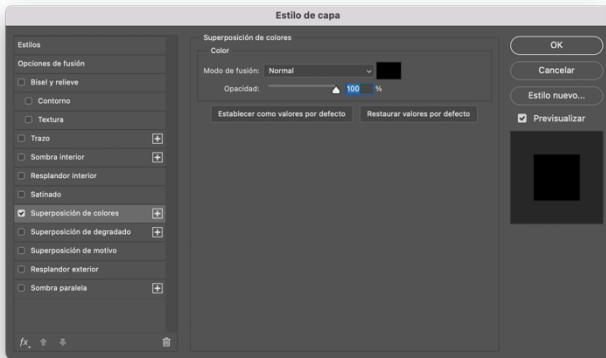 Estilo de capa
Estilos
Opciones de fusión
Bisel y relieve
Contorno
Textura
Trazo
Sombra interior
Resplandor interior
Satinado
Superposición de colores
Superposición de degradado
Superposición de motivo
Resplandor exterior
Sombra paralela
fx
Superposición de colores
Color
Modo de fusión: Normal
Opacidad: 100 %
Establecer como valores por defecto Restaurar valores por defecto
OK
Cancelar
Estilo nuevo...
Previsualizar